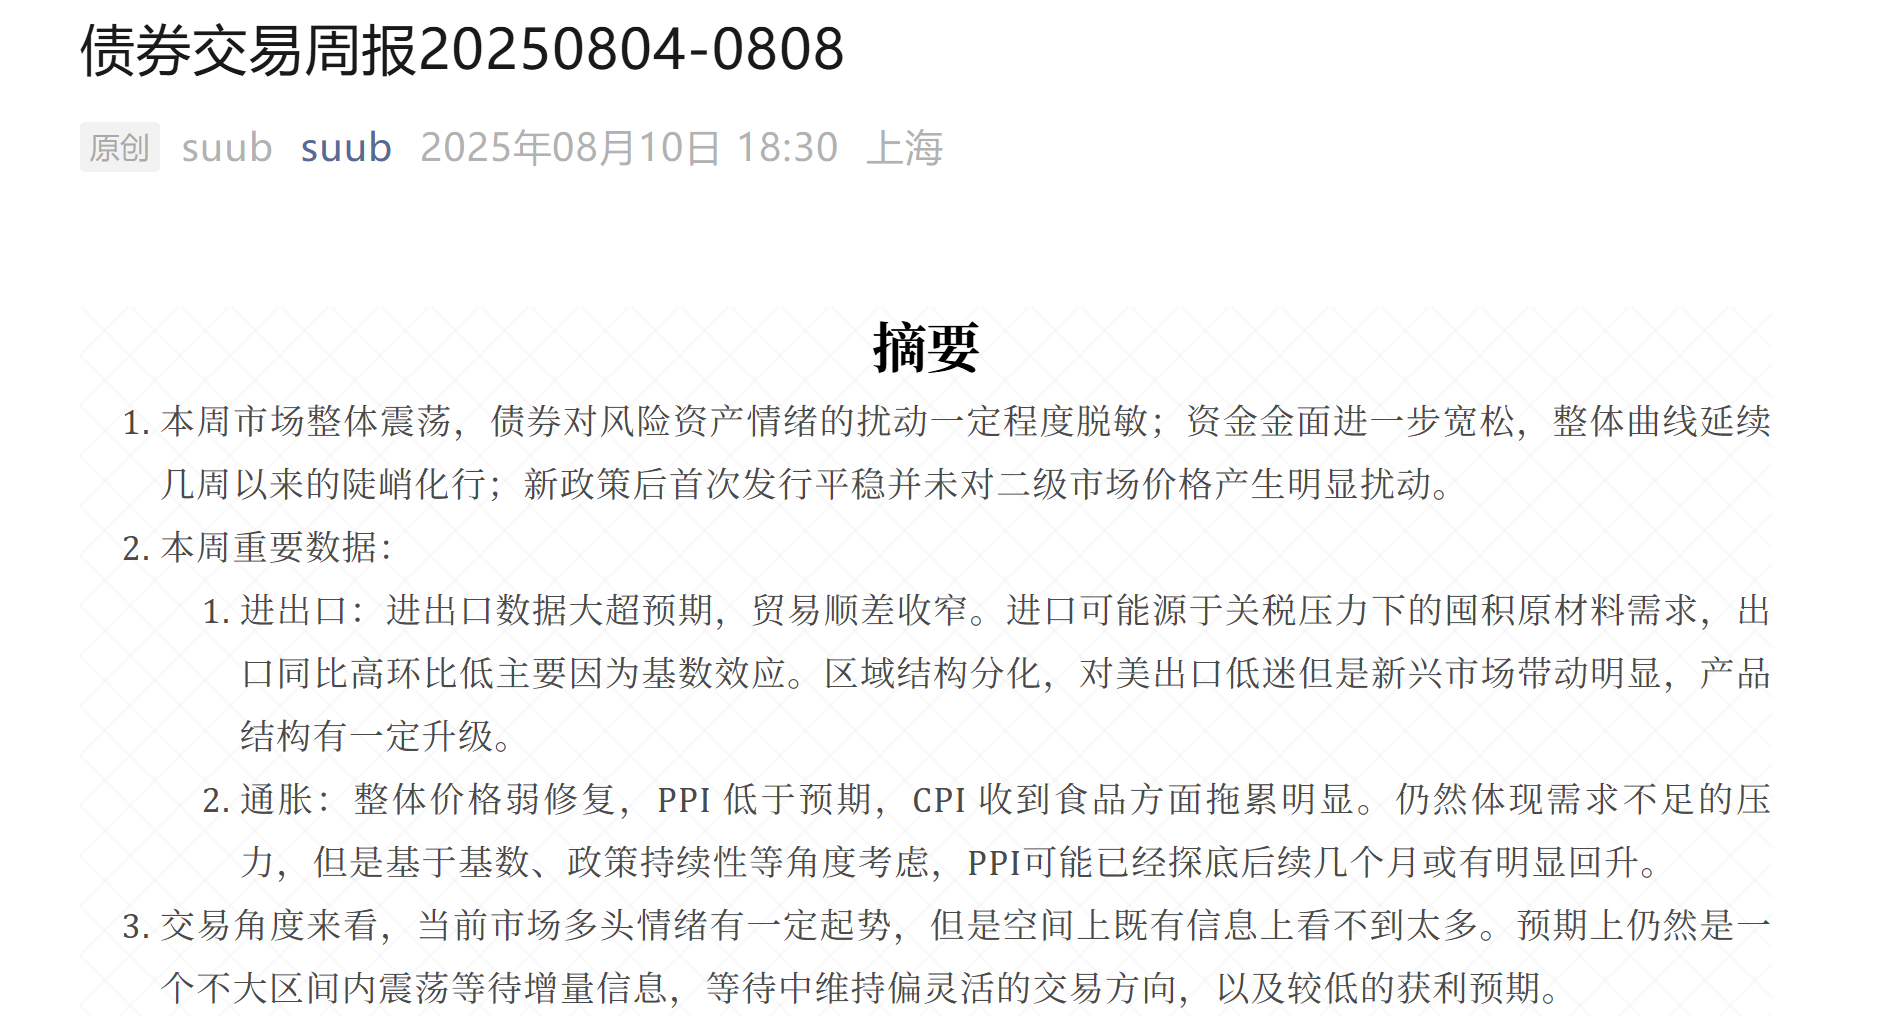 债券交易周报20250804-0808
原创 suub suub 2025年08月10日 18:30 上海
摘要
1. 本周市场整体震荡，债券对风险资产情绪的扰动一定程度脱敏；资金金面进一步宽松，整体曲线延续
几周以来的陡峭化行；新政策后首次发行平稳并未对二级市场价格产生明显扰动。
2. 本周重要数据：
1. 进出口：进出口数据大超预期，贸易顺差收窄。进口可能源于关税压力下的囤积原材料需求，出
口同比高环比低主要因为基数效应。区域结构分化，对美出口低迷但是新兴市场带动明显，产品
结构有一定升级。
2. 通胀：整体价格弱修复，PPI 低于预期，CPI 收到食品方面拖累明显。仍然体现需求不足的压
力，但是基于基数、政策持续性等角度考虑，PPI可能已经探底后续几个月或有明显回升。
3. 交易角度来看，当前市场多头情绪有一定起势，但是空间上既有信息上看不到太多。预期上仍然是一
个不大区间内震荡等待增量信息，等待中维持偏灵活的交易方向，以及较低的获利预期。